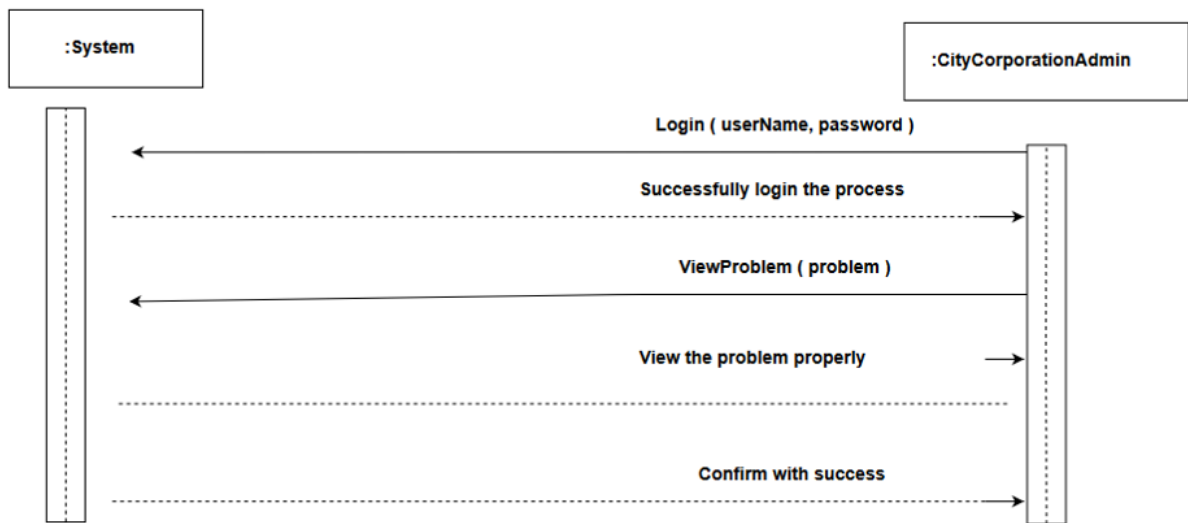 :System
:CityCorporationAdmin
Login ( userName, password )
Successfully login the process
ViewProblem ( problem )
View the problem properly
Confirm with success